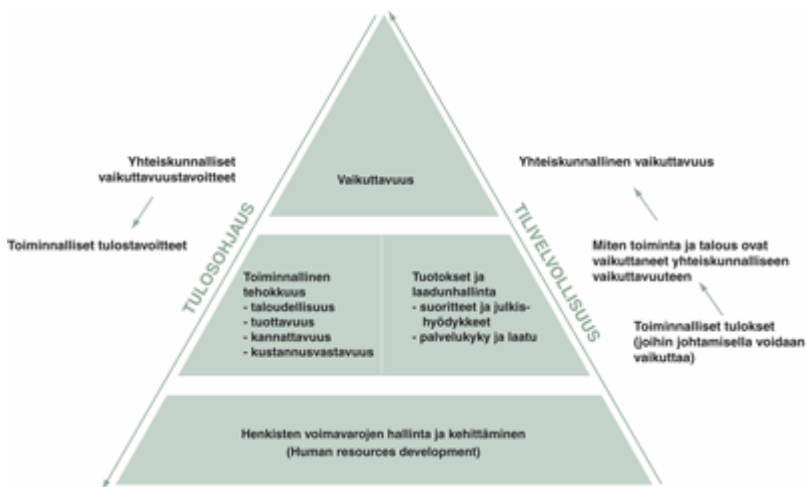 Yhteiskunnalliset
vaikuttavuustavoitteet
Toiminnalliset tulostavoitteet
TULOSOHJAUS
Vaikuttavuus
Toiminnallinen
tehokkuus
- taloudellisuus
- tuottavuus
- kannattavuus
- kustannusvastavuus
Tuotokset ja
laadunhallinta
- suoritteet ja julkis-
hyödykkeet
- palvelukyky ja laatu
Henkisten voimavarojen hallinta ja kehittäminen
(Human resources development)
TILIVELVOLLISUUS
Yhteiskunnallinen vaikuttavuus
Miten toiminta ja talous ovat
vaikuttaneet yhteiskunnalliseen
vaikuttavuuteen
Toiminnalliset tulokset
(joihin johtamisella voidaan
vaikuttaa)